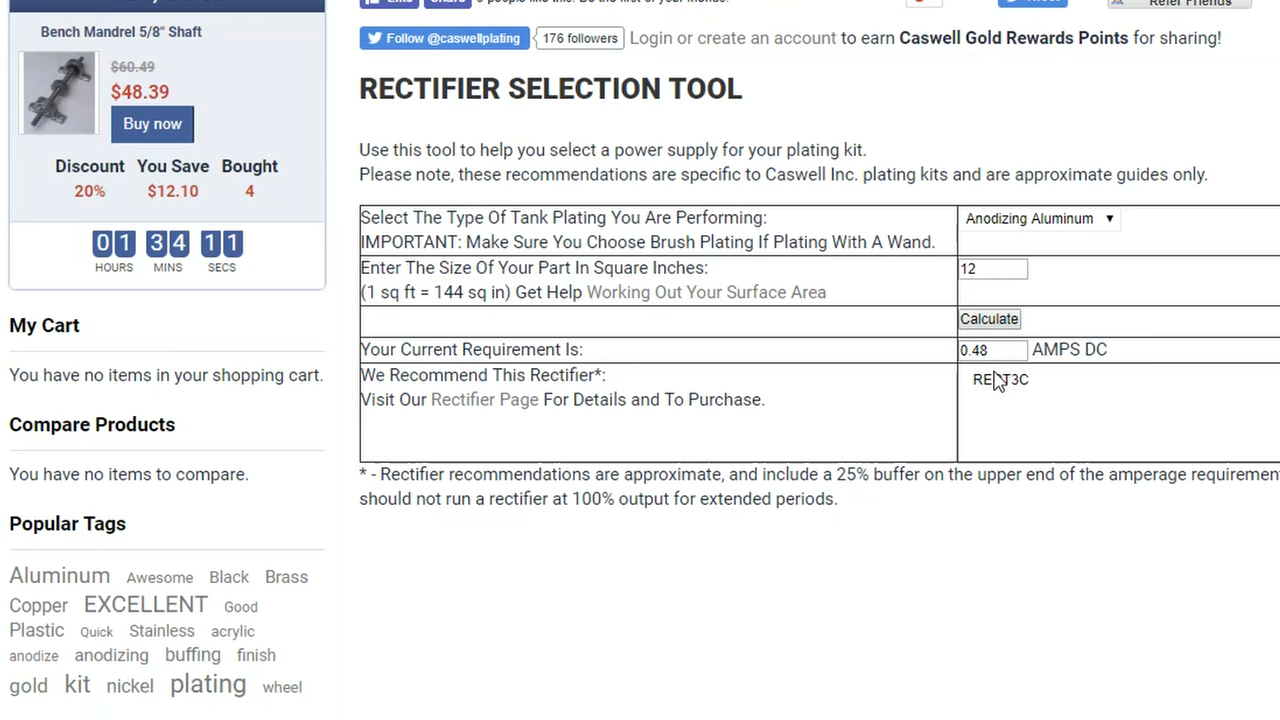 Bench Mandrel 5/8" Shaft
$60.49
$48.39
Buy now
Discount You Save Bought
20% $12.10 4
01 34 11
HOURS MINS SECS
My Cart
You have no items in your shopping cart.
Compare Products
You have no items to compare.
Popular Tags
Aluminum Awesome Black Brass
Copper EXCELLENT Good
Plastic Quick Stainless acrylic
anodize anodizing buffing finish
gold kit nickel plating wheel
Refer Friends
Follow @caswellplating 176 followers Login or create an account to earn Caswell Gold Rewards Points for sharing!
RECTIFIER SELECTION TOOL
Use this tool to help you select a power supply for your plating kit.
Please note, these recommendations are specific to Caswell Inc. plating kits and are approximate guides only.
Select The Type Of Tank Plating You Are Performing: Anodizing Aluminum
IMPORTANT: Make Sure You Choose Brush Plating If Plating With A Wand.
Enter The Size Of Your Part In Square Inches: 12
(1 sq ft = 144 sq in) Get Help Working Out Your Surface Area
Calculate
Your Current Requirement Is: 0.48 AMPS DC
We Recommend This Rectifier*:
Visit Our Rectifier Page For Details and To Purchase.
* - Rectifier recommendations are approximate, and include a 25% buffer on the upper end of the amperage requirement
should not run a rectifier at 100% output for extended periods.